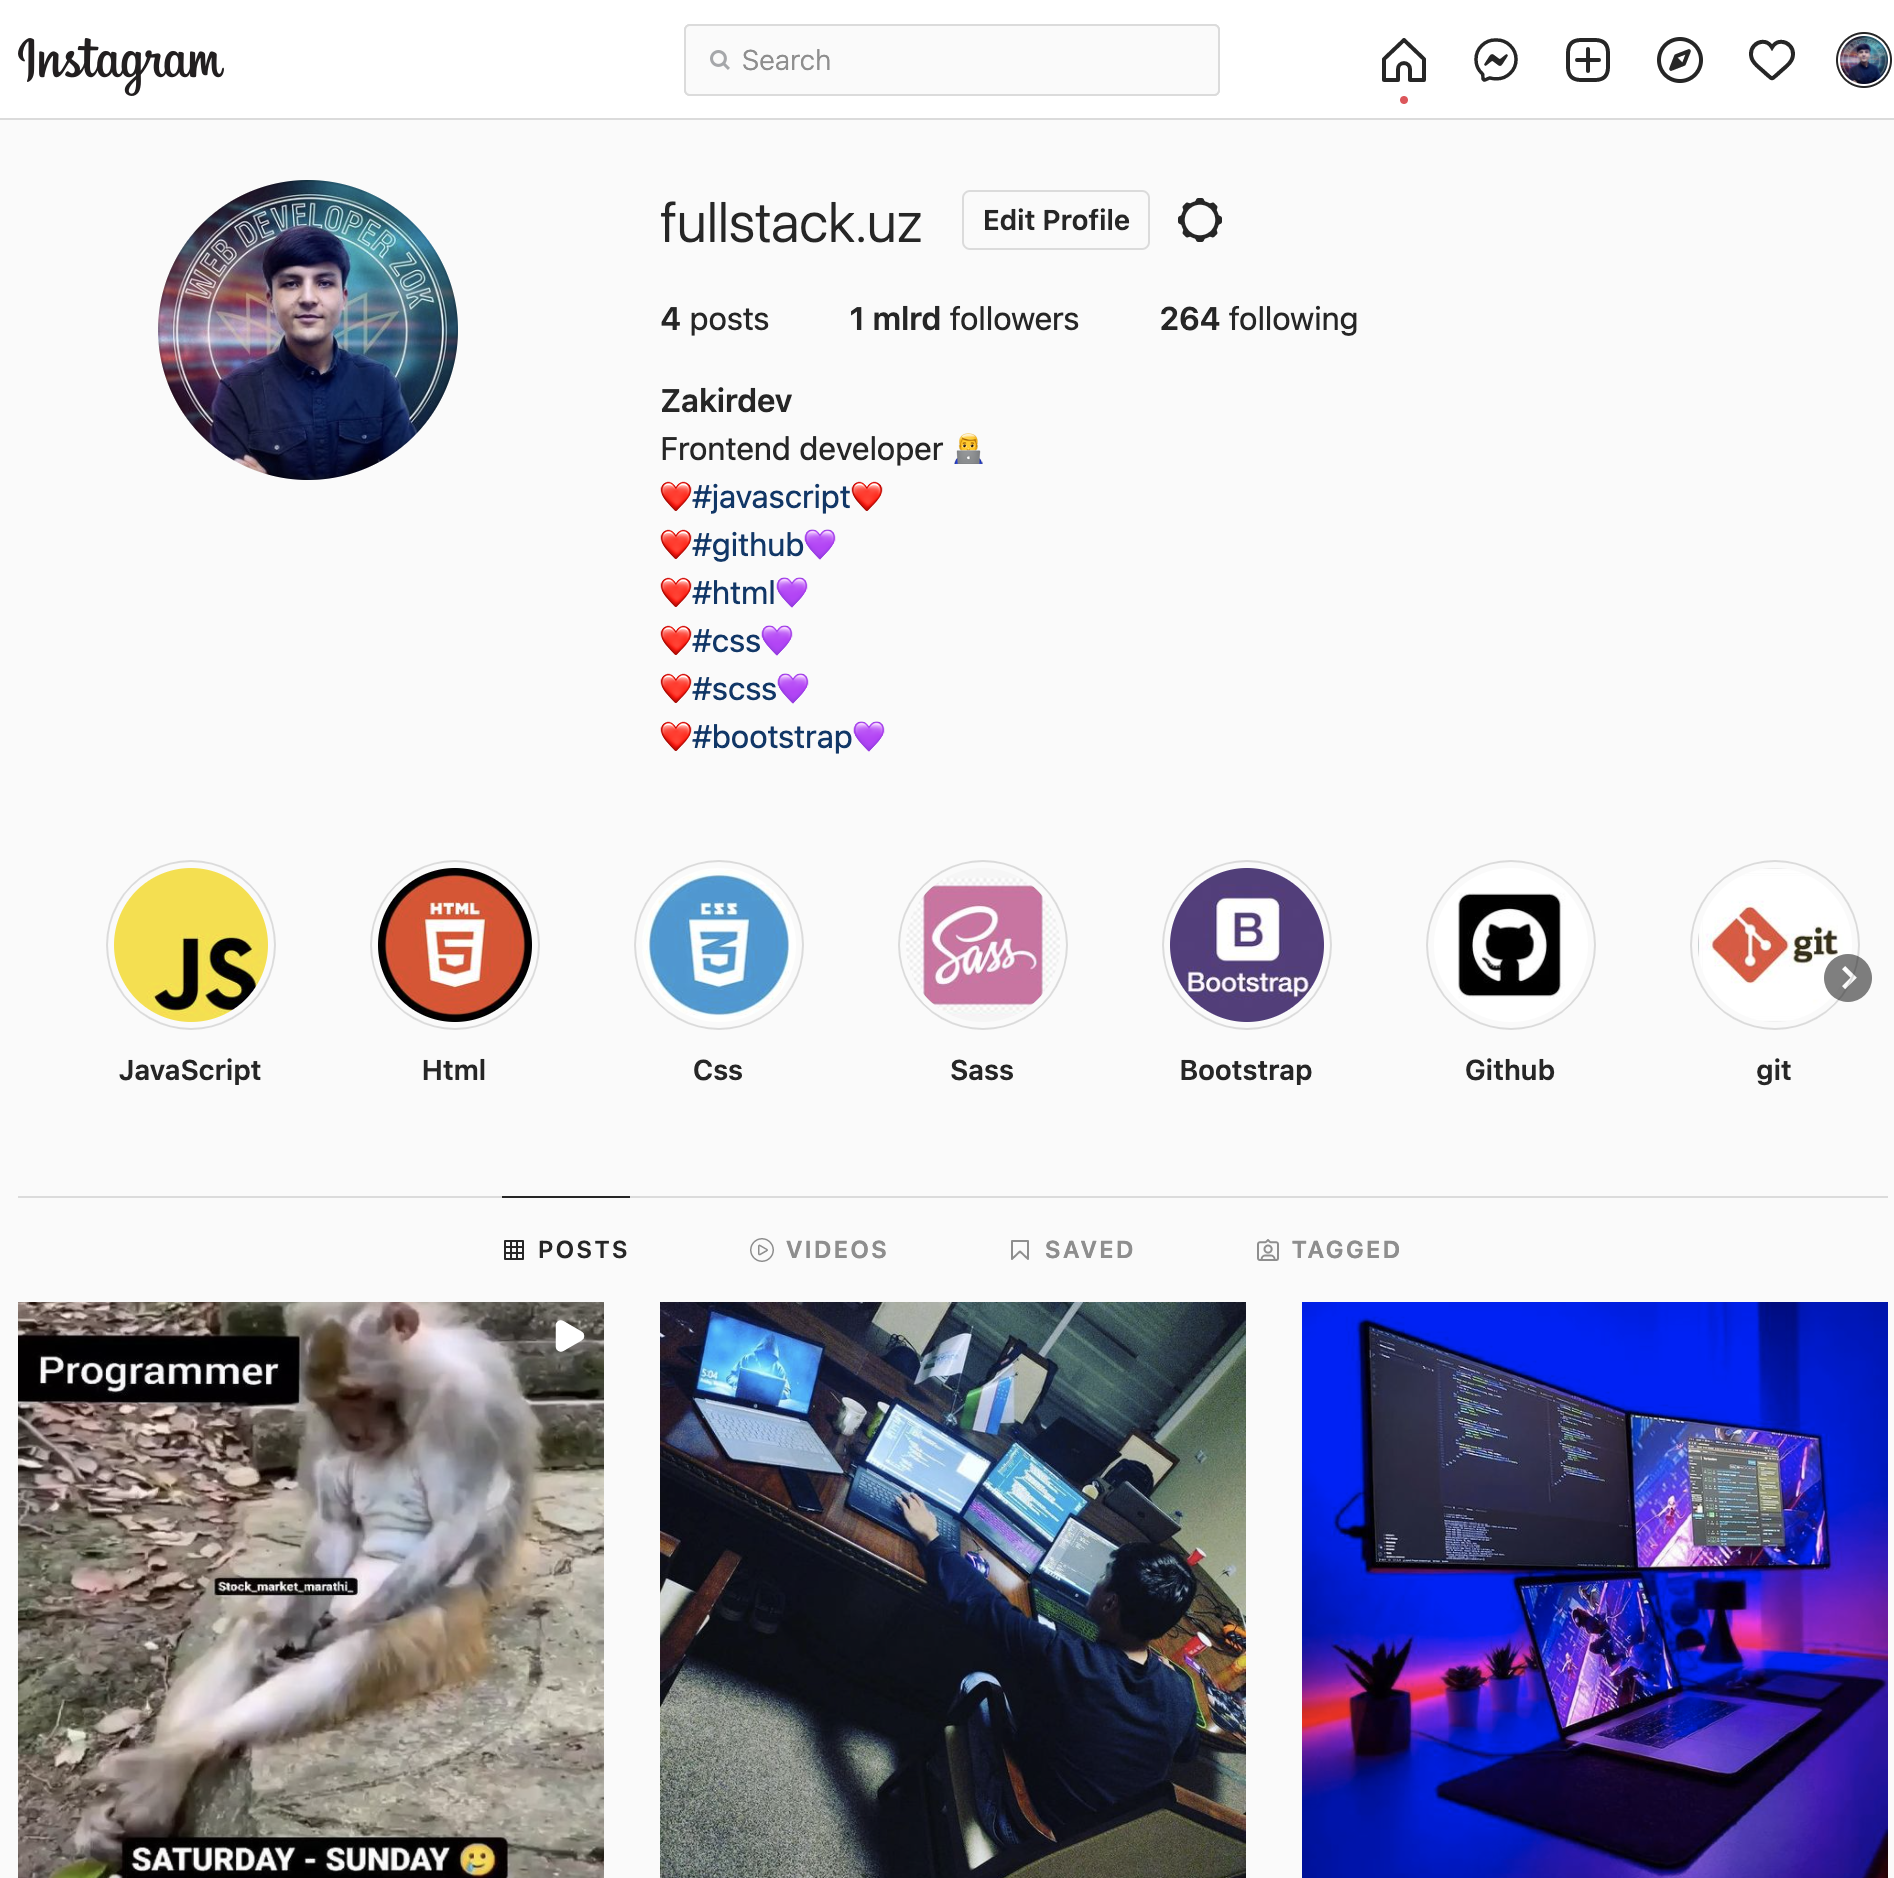 Instagram
Search
WEB DEVELOPER ZOK
fullstack.uz
Edit Profile
4 posts
1 mlrd followers
264 following
Zakirdev
Frontend developer 👨‍💻
❤️#javascript❤️
❤️#github💜
❤️#html💜
❤️#css💜
❤️#scss💜
❤️#bootstrap💜
JS
HTML
5
CSS
3
Sass
B
Bootstrap
git
JavaScript
Html
Css
Sass
Bootstrap
Github
git
POSTS
VIDEOS
SAVED
TAGGED
Programmer
Stock_market_marathi_
SATURDAY - SUNDAY 🥲
5:04